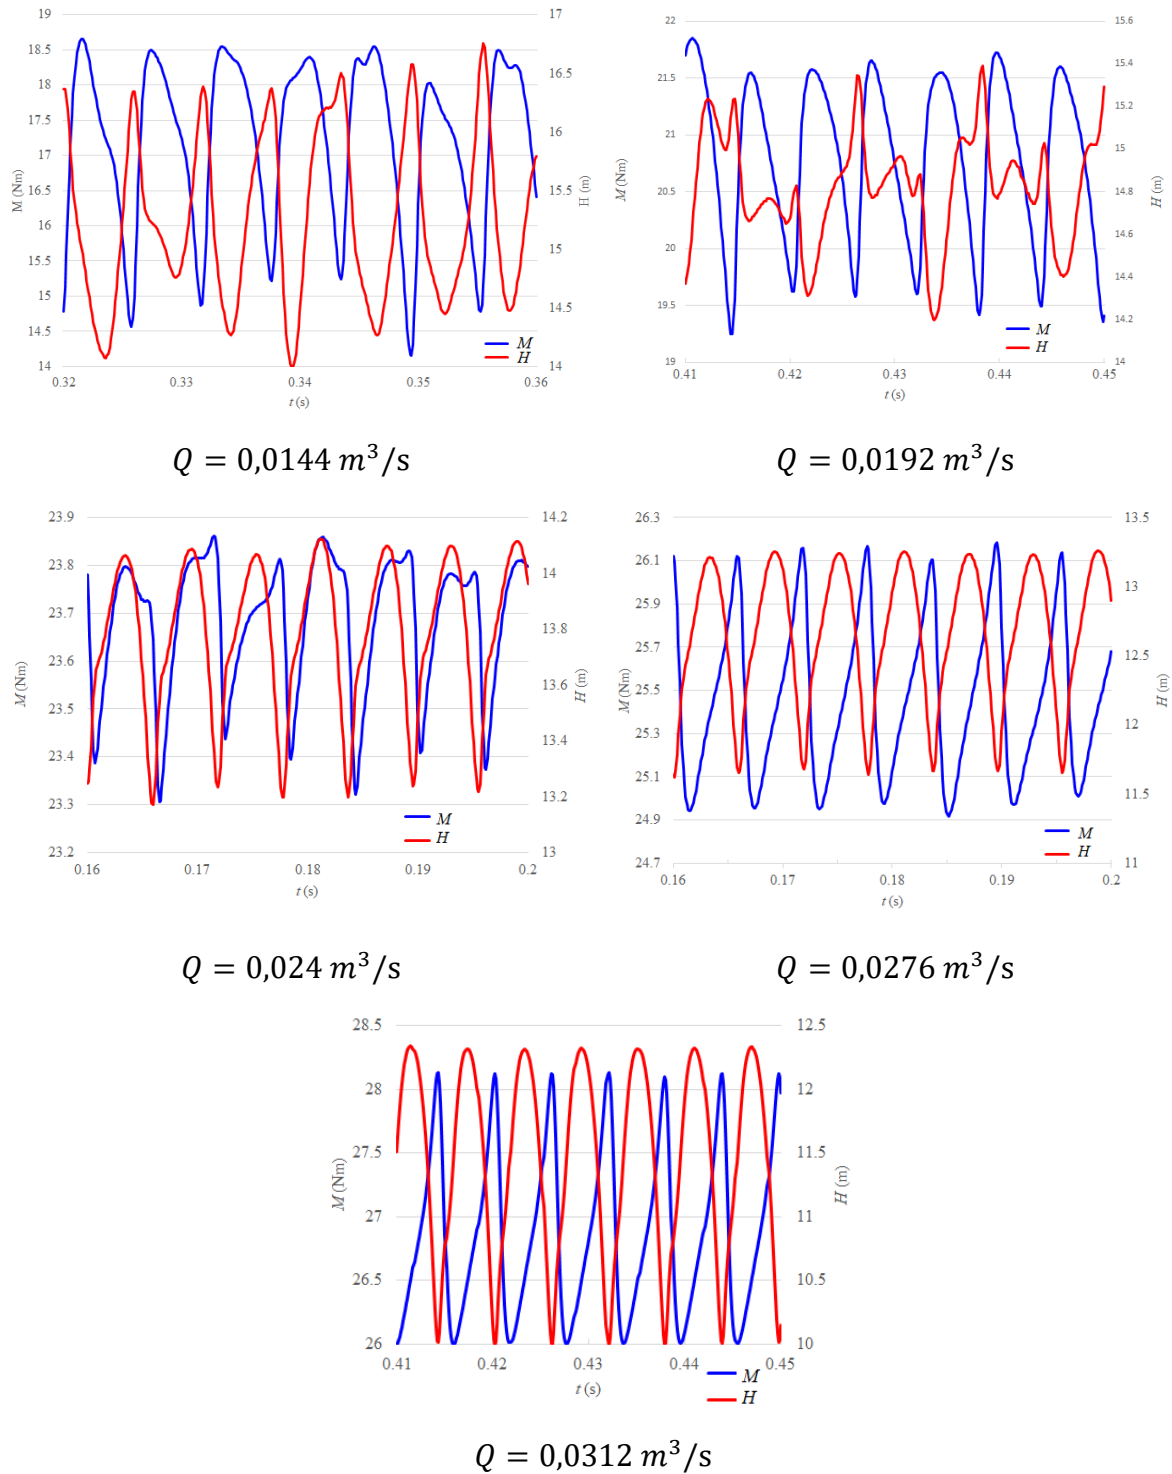 19
18.5
18
17.5
17
16.5
16
15.5
15
14.5
14
M (Nm)
17
16.5
16
15.5
15
14.5
14
H (m)
0.32 0.33 0.34 0.35 0.36
t (s)
M
H
Q = 0,0144 m³/s
22
21.5
21
20.5
20
19.5
19
M (Nm)
15.6
15.4
15.2
15
14.8
14.6
14.4
14.2
14
H (m)
0.41 0.42 0.43 0.44 0.45
t (s)
M
H
Q = 0,0192 m³/s
23.9
23.8
23.7
23.6
23.5
23.4
23.3
23.2
M (Nm)
14.2
14
13.8
13.6
13.4
13.2
13
H (m)
0.16 0.17 0.18 0.19 0.2
t (s)
M
H
Q = 0,024 m³/s
26.3
26.1
25.9
25.7
25.5
25.3
25.1
24.9
24.7
M (Nm)
13.5
13
12.5
12
11.5
11
H (m)
0.16 0.17 0.18 0.19 0.2
t (s)
M
H
Q = 0,0276 m³/s
28.5
28
27.5
27
26.5
26
M (Nm)
12.5
12
11.5
11
10.5
10
H (m)
0.41 0.42 0.43 0.44 0.45
t (s)
M
H
Q = 0,0312 m³/s